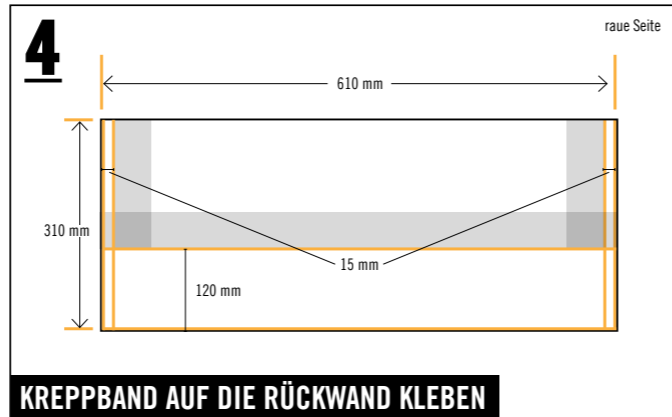 4
raue Seite
610 mm
310 mm
15 mm
120 mm
KREPPBAND AUF DIE RÜCKWAND KLEBEN